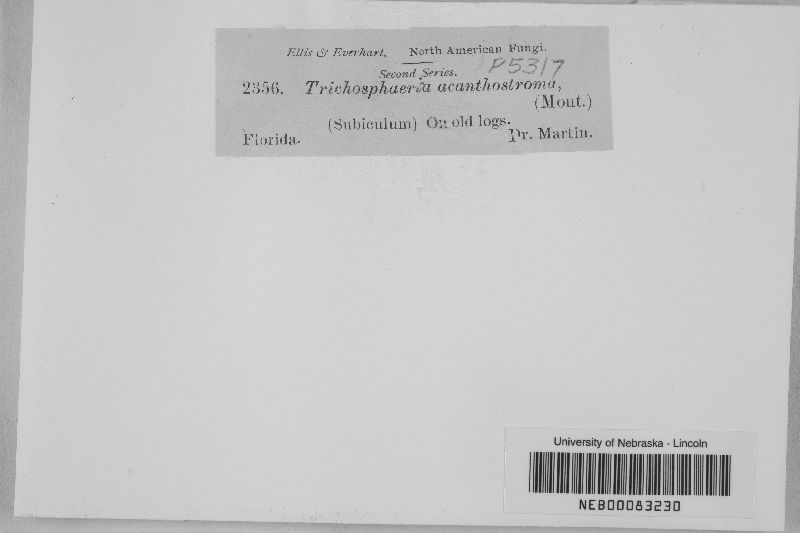 Ellis & Everhart, North American Fungi.
Second Series. P5317
2356. Trichosphaeria acanthostroma,
(Mont.)
(Subiculum) On old logs.
Florida. Dr. Martin.
University of Nebraska - Lincoln
NEB00083230